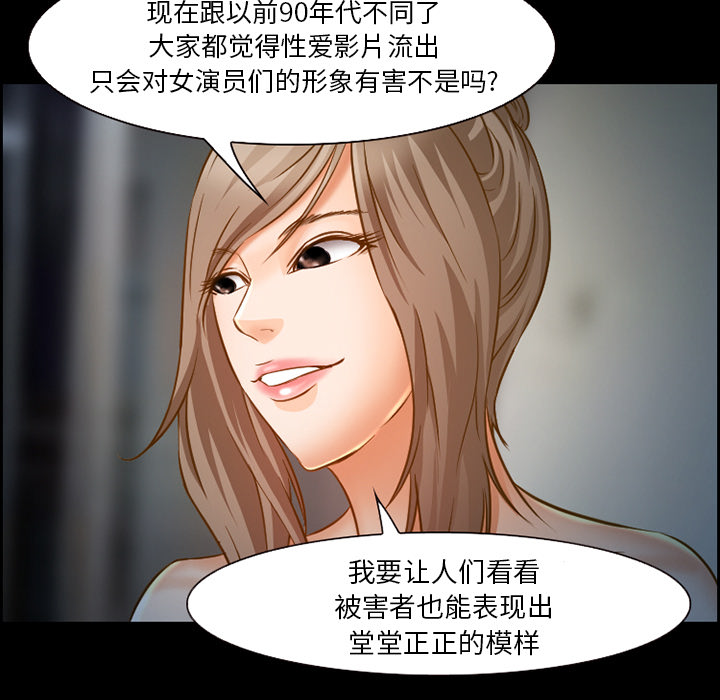 现在跟以前90年代不同了
大家都觉得性爱影片流出
只会对女演员们的形象有害不是吗?
我要让人们看看
被害者也能表现出
堂堂正正的模样